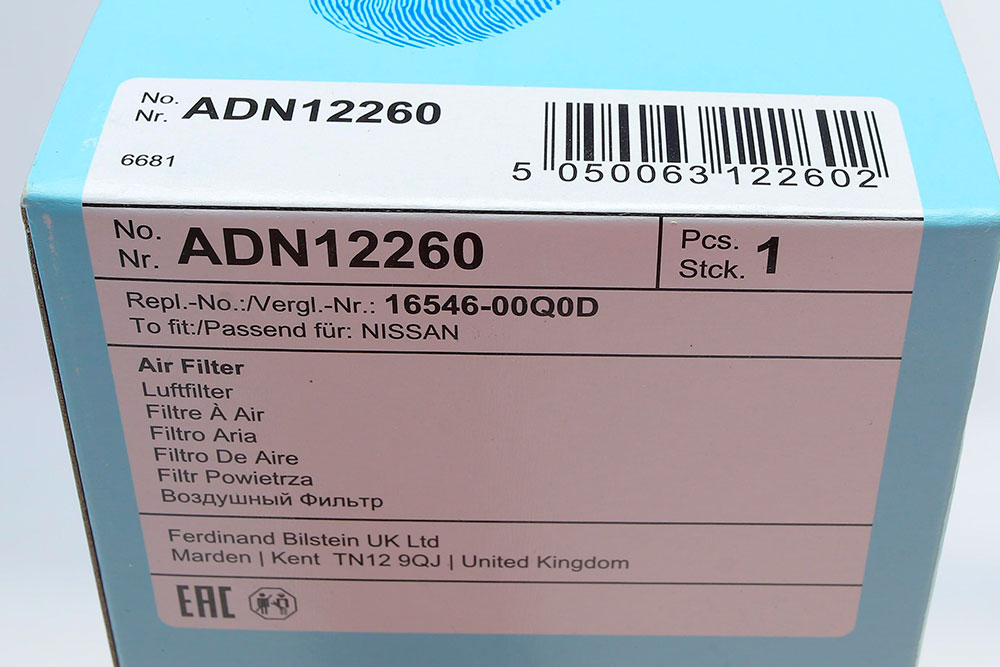 No.
Nr. ADN12260
6681
5 050063 122602
No.
Nr. ADN12260
Pcs.
Stck. 1
Repl.-No.:/Vergl.-Nr.: 16546-00Q0D
To fit:/Passend für: NISSAN
Air Filter
Luftfilter
Filtre À Air
Filtro Aria
Filtro De Aire
Filtr Powietrza
Воздушный Фильтр
Ferdinand Bilstein UK Ltd
Marden | Kent TN12 9QJ | United Kingdom
EAC